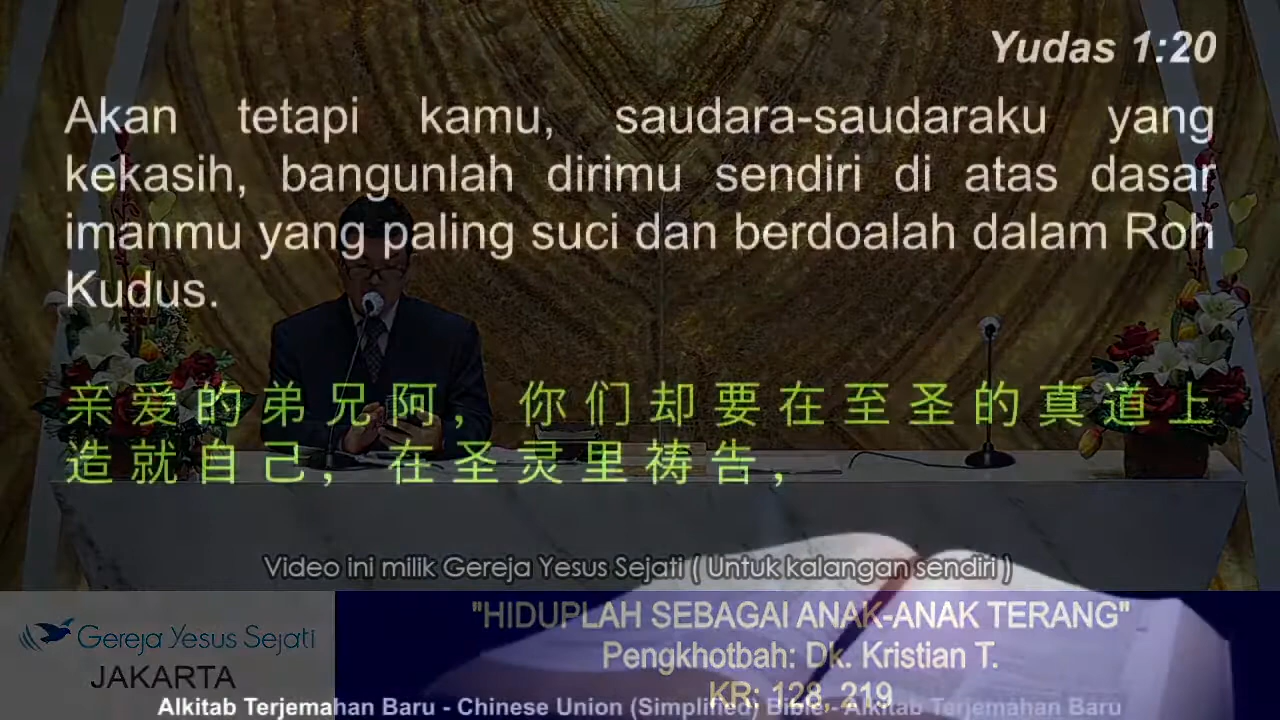 Yudas 1:20
Akan tetapi kamu, saudara-saudaraku yang
kekasih, bangunlah dirimu sendiri di atas dasar
imanmu yang paling suci dan berdoalah dalam Roh
Kudus.
亲爱的弟兄阿，你们却要在至圣的真道上
造就自己，在圣灵里祷告，
Video ini milik Gereja Yesus Sejati ( Untuk kalangan sendiri )
"HIDUPLAH SEBAGAI ANAK-ANAK TERANG"
Pengkhotbah: Dk. Kristian T.
KR: 128, 219
Gereja Yesus Sejati
JAKARTA
Alkitab Terjemahan Baru - Chinese Union (Simplified) Bible - Alkitab Terjemahan Baru